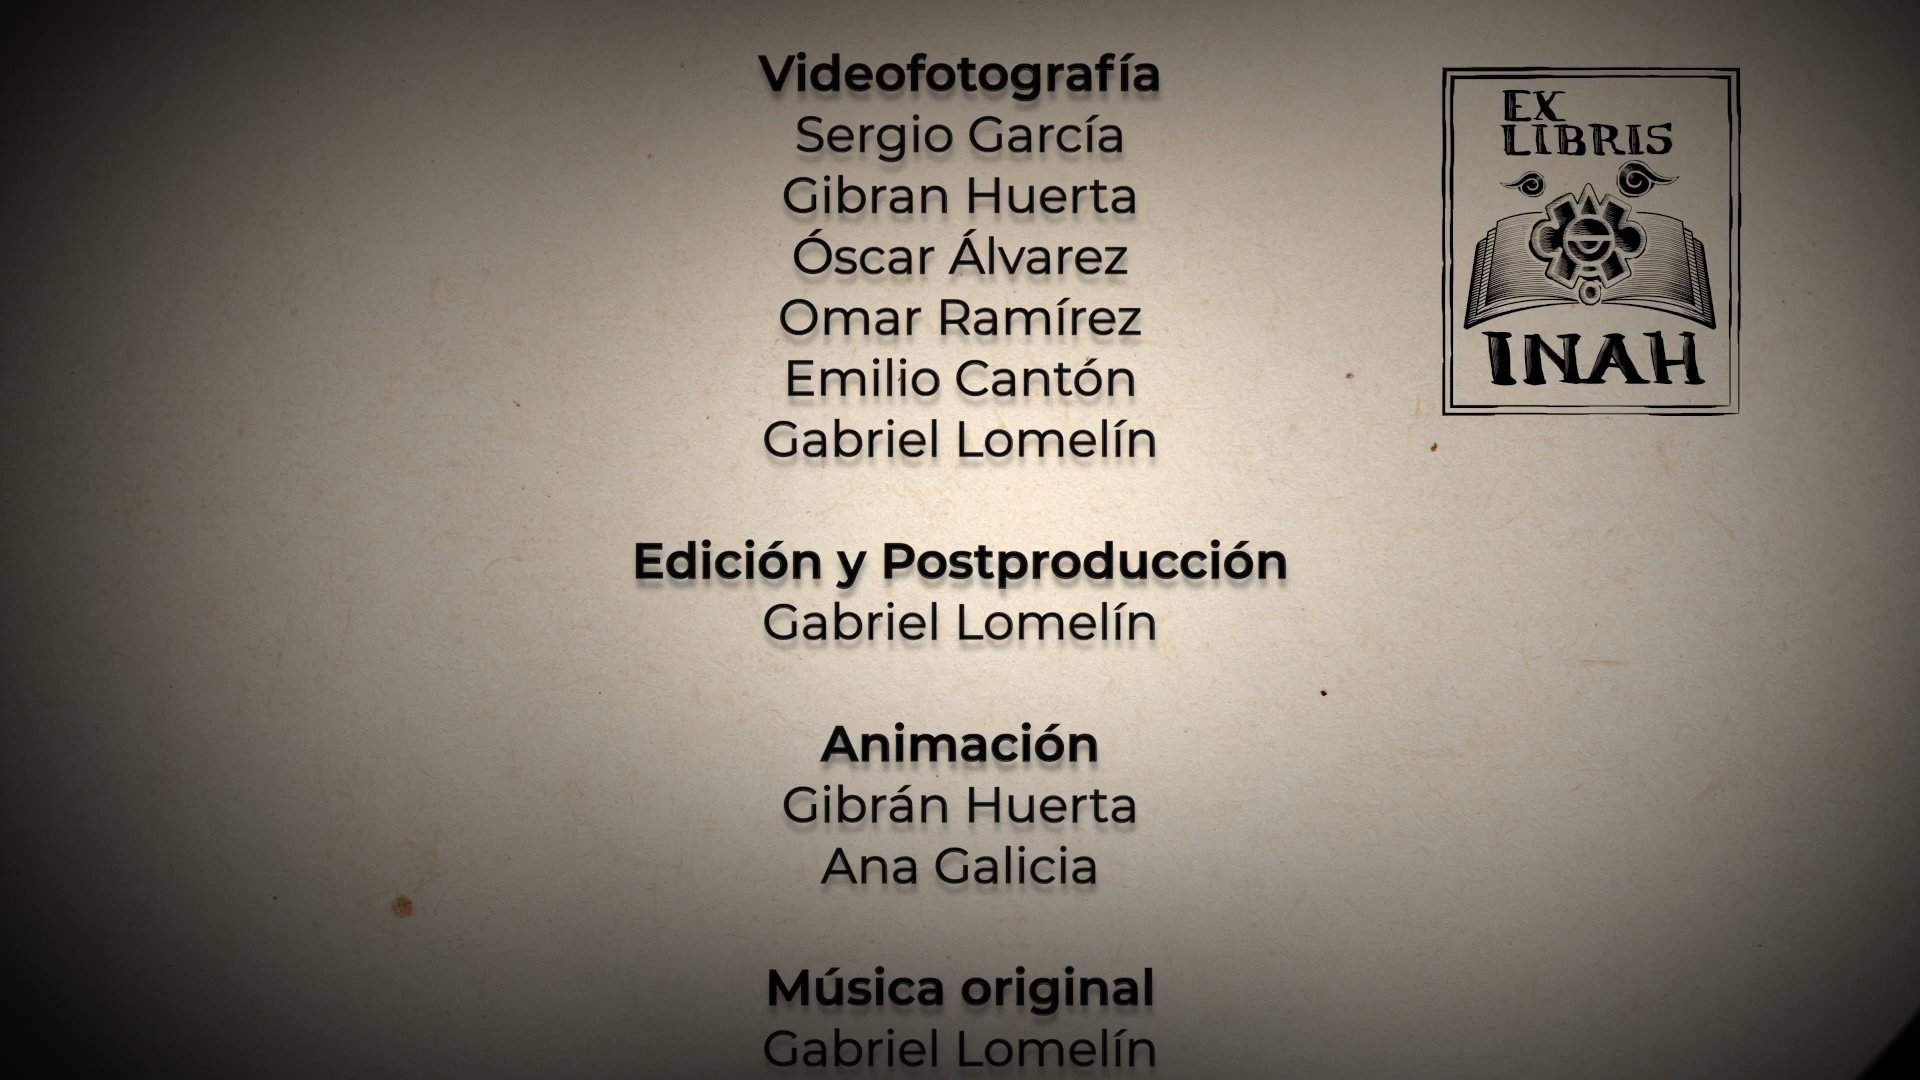 Videofotografía
Sergio García
Gibran Huerta
Óscar Álvarez
Omar Ramírez
Emilio Cantón
Gabriel Lomelín
Edición y Postproducción
Gabriel Lomelín
Animación
Gibrán Huerta
Ana Galicia
Música original
Gabriel Lomelín
EX
LIBRIS
INAH